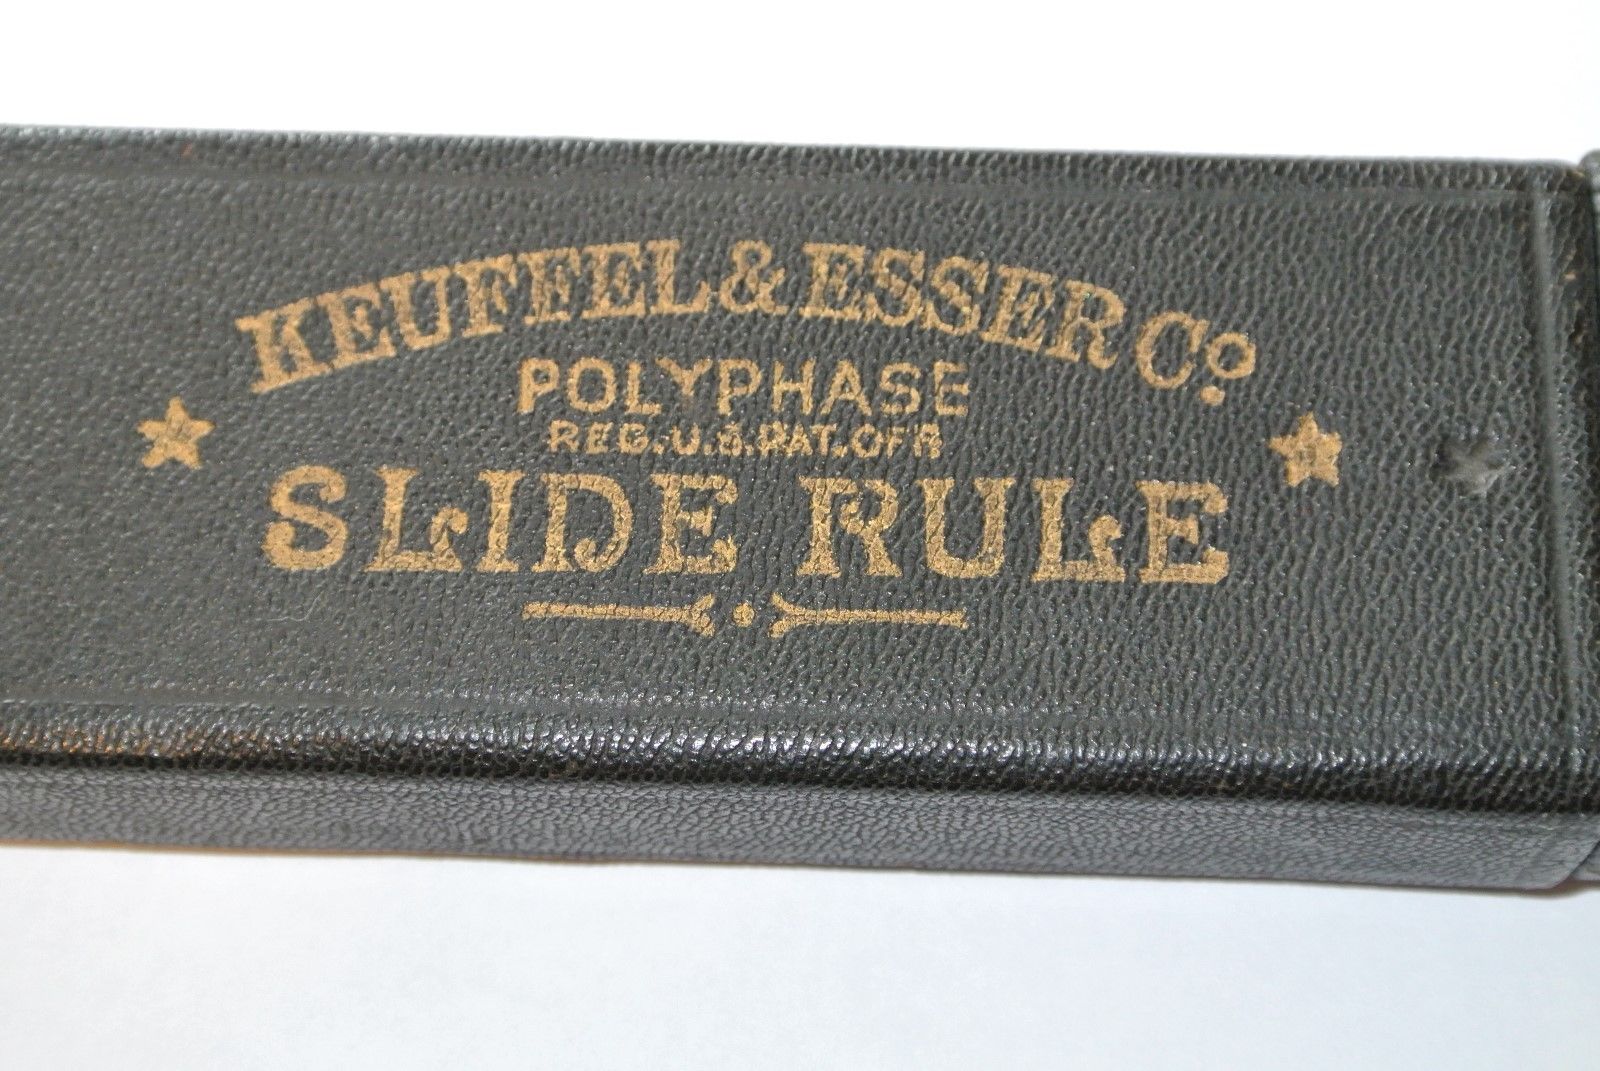 KEUFFEL & ESSER Co.
POLYPHASE
REG. U.S. PAT. OFF.
SLIDE RULE